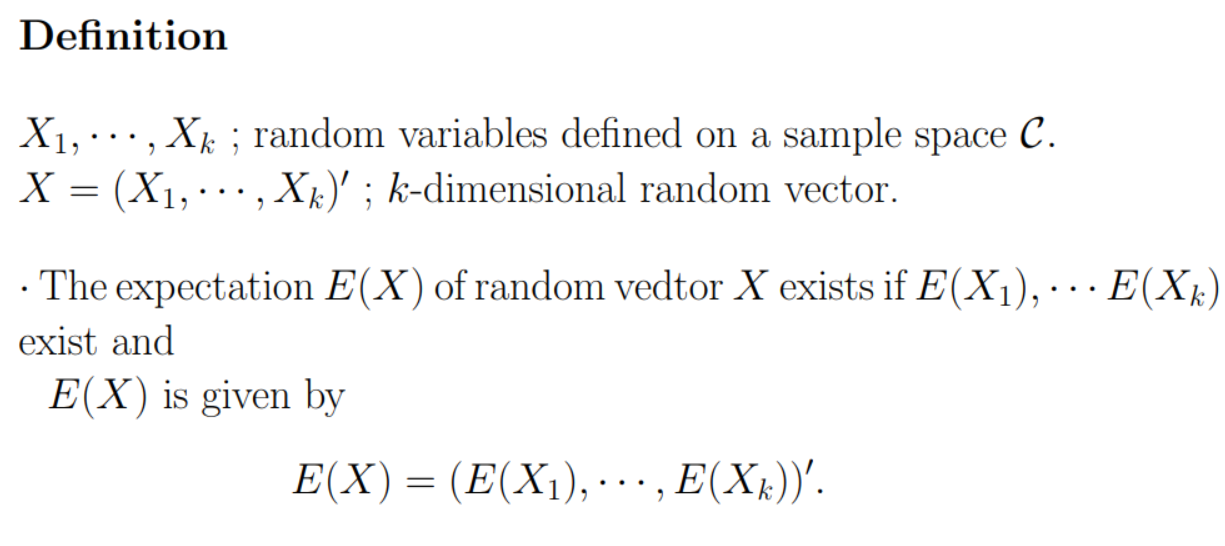 Definition
X₁, ⋯ , Xₖ ; random variables defined on a sample space 𝒞.
X = (X₁, ⋯ , Xₖ)′ ; k-dimensional random vector.
· The expectation E(X) of random vedtor X exists if E(X₁), ⋯ E(Xₖ)
exist and
E(X) is given by
E(X) = (E(X₁), ⋯ , E(Xₖ))′.